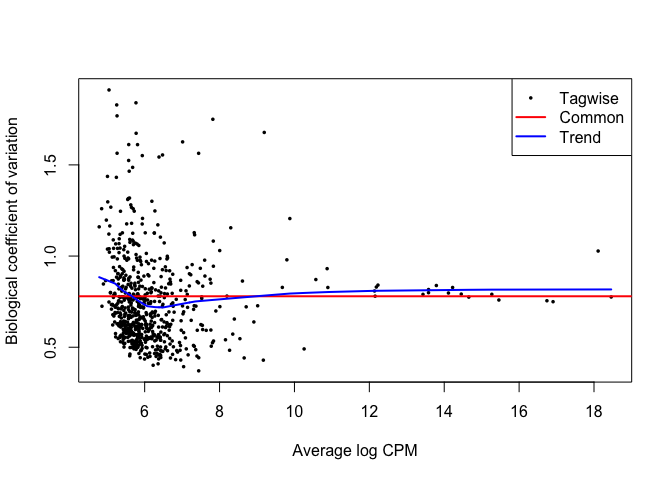 Tagwise
Common
Trend
Biological coefficient of variation
1.5
1.0
0.5
6 8 10 12 14 16 18
Average log CPM